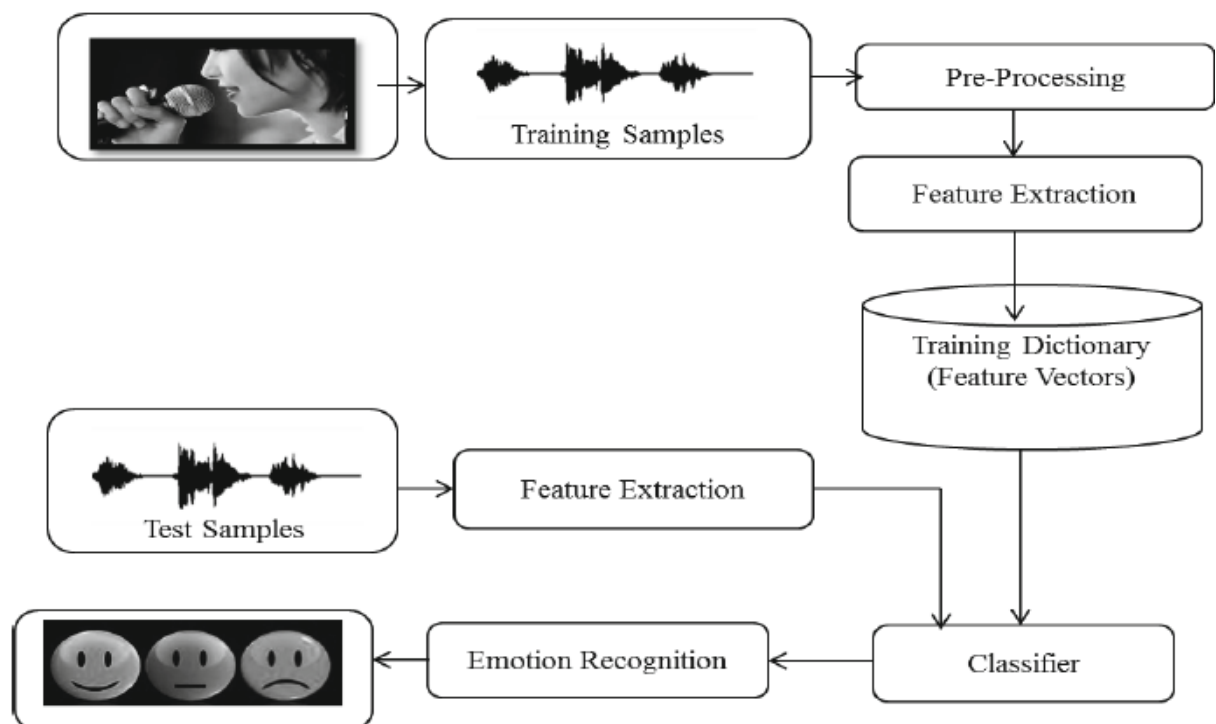 Training Samples
Pre-Processing
Feature Extraction
Training Dictionary
(Feature Vectors)
Test Samples
Feature Extraction
Emotion Recognition
Classifier